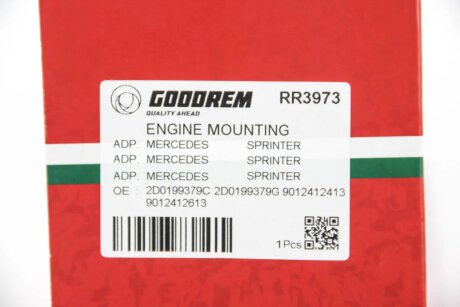 GOODREM RR3973
QUALITY AHEAD
ENGINE MOUNTING
ADP. MERCEDES SPRINTER
ADP. MERCEDES SPRINTER
ADP. MERCEDES SPRINTER
OE : 2D0199379C 2D0199379G 9012412413
9012412613
1Pcs